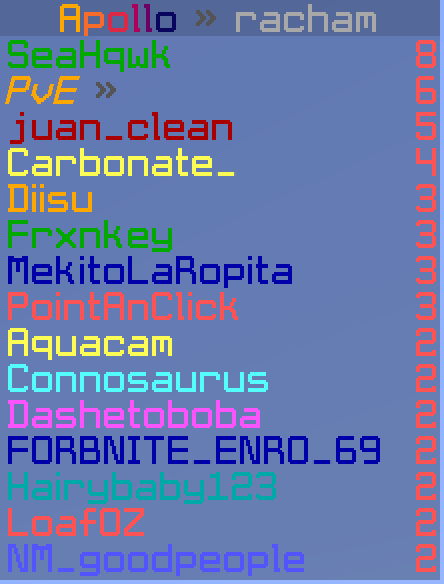 Apollo » racham
SeaHqwk 8
PvE » 6
juan_clean 5
Carbonate_ 4
Diisu 3
Frxnkey 3
MekitoLaRopita 3
PointAnClick 3
Aquacam 2
Connosaurus 2
Dashetoboba 2
FORBNITE_ENRO_69 2
Hairybaby123 2
LoafOZ 2
NM_goodpeople 2